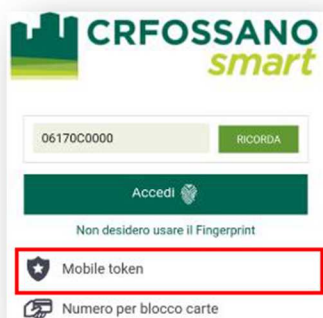 CRFOSSANO
smart
06170C0000 RICORDA
Accedi
Non desidero usare il Fingerprint
Mobile token
Numero per blocco carte